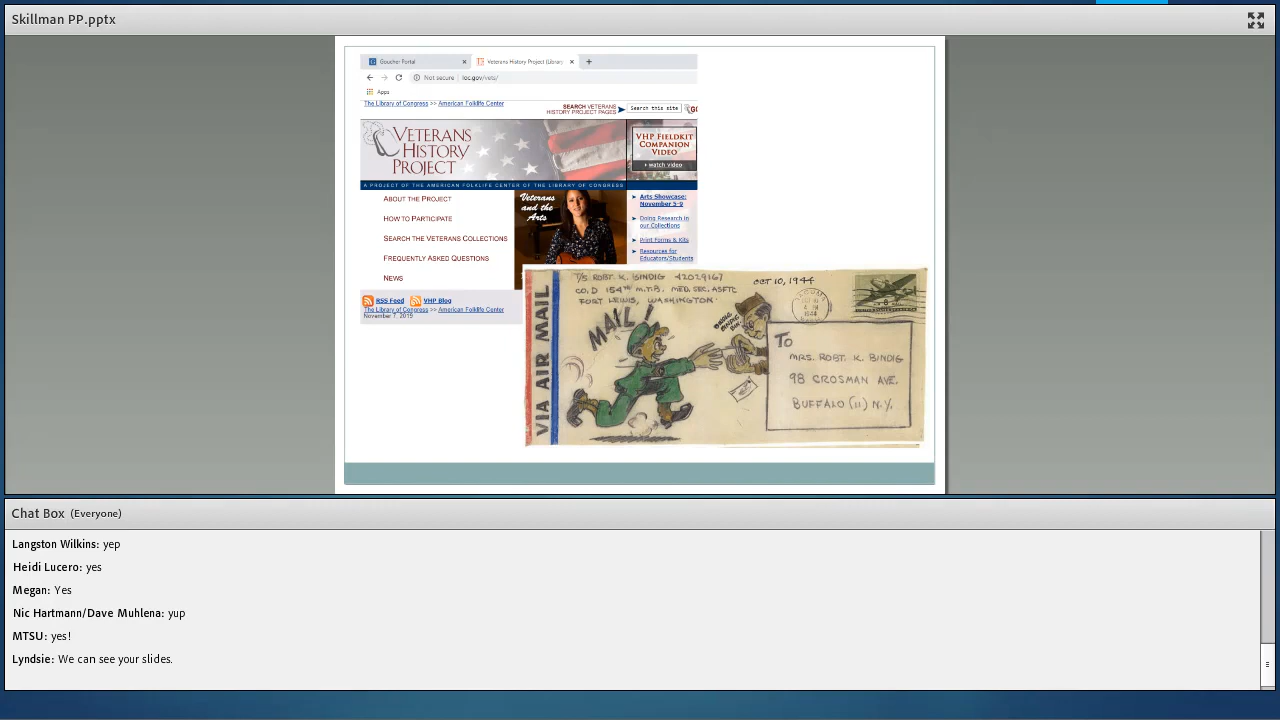 Skillman PP.pptx
Goucher Portal
Veterans History Project (Library
Not secure | loc.gov/vets/
Apps
The Library of Congress >> American Folklife Center
SEARCH VETERANS
HISTORY PROJECT PAGES
Search this site
GO
VETERANS
HISTORY
PROJECT
VHP FIELDKIT
COMPANION
VIDEO
watch video
A PROJECT OF THE AMERICAN FOLKLIFE CENTER OF THE LIBRARY OF CONGRESS
ABOUT THE PROJECT
HOW TO PARTICIPATE
SEARCH THE VETERANS COLLECTIONS
FREQUENTLY ASKED QUESTIONS
NEWS
Veterans
and the
Arts
Arts Showcase:
November 5-9
Doing Research in
our Collections
Print Forms & Kits
Resources for
Educators/Students
RSS Feed VHP Blog
The Library of Congress >> American Folklife Center
November 7, 2019
VIA AIR MAIL
T/5 ROBT. K. BINDIG 42029167
CO. D 154TH M.T.B. MED. SEC. ASFTC
FORT LEWIS, WASHINGTON.
OCT 10, 1944
1944
8
MAIL!
To
MRS. ROBT. K. BINDIG
98 CROSMAN AVE.
BUFFALO (11) N.Y.
Chat Box (Everyone)
Langston Wilkins: yep
Heidi Lucero: yes
Megan: Yes
Nic Hartmann/Dave Muhlena: yup
MTSU: yes!
Lyndsie: We can see your slides.